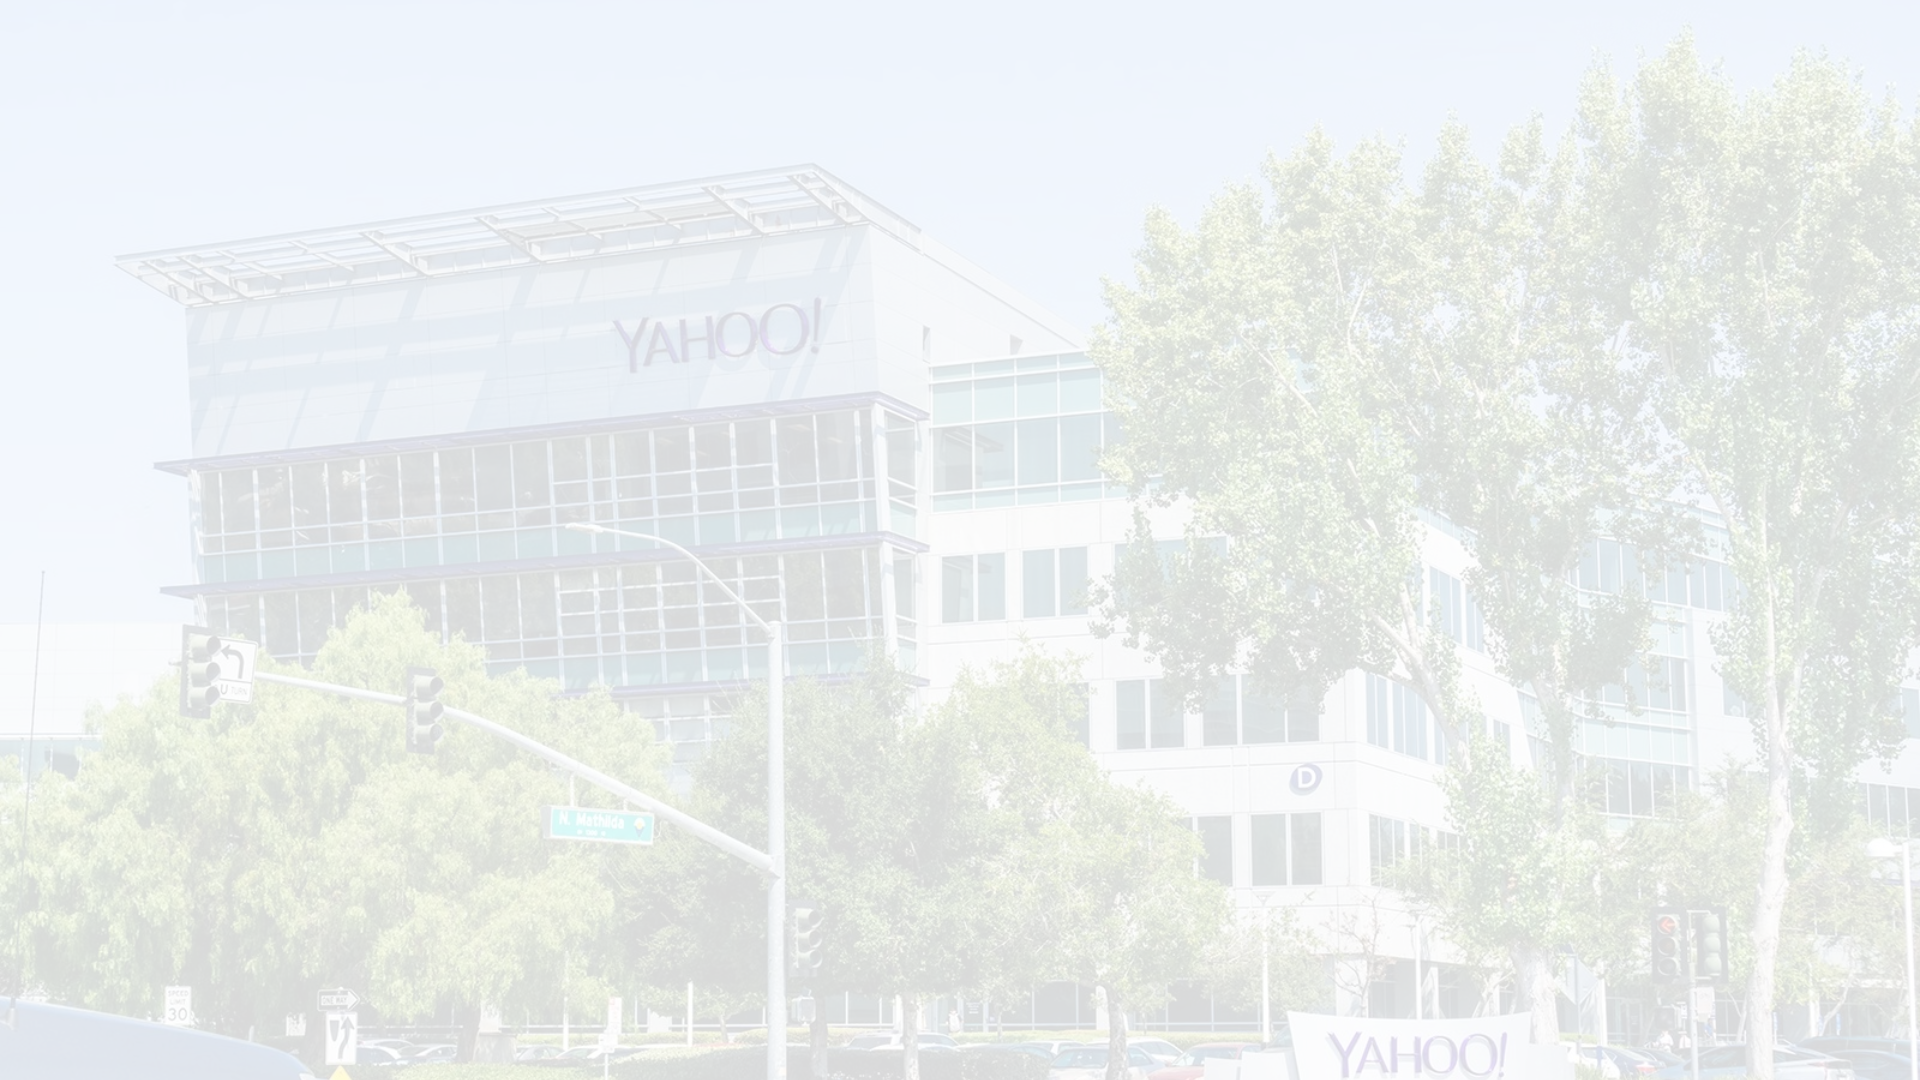 YAHOO!
U TURN
D
N. Mathilda
SPEED
LIMIT
30
ONE WAY
YAHOO!